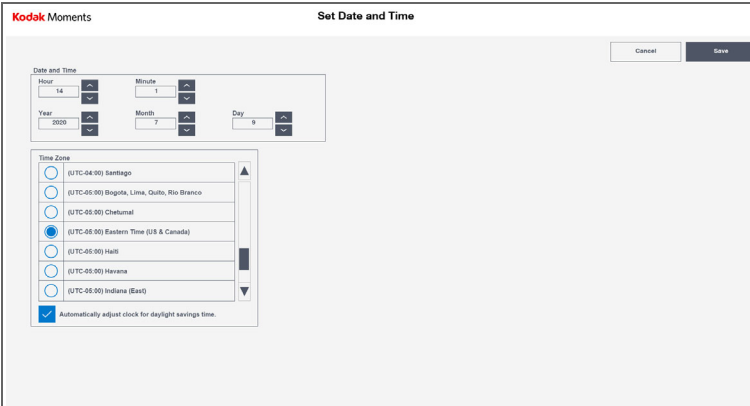 Kodak Moments
Set Date and Time
Cancel
Save
Date and Time
Hour
14
Minute
1
Year
2020
Month
7
Day
9
Time Zone
(UTC-04:00) Santiago
(UTC-05:00) Bogota, Lima, Quito, Rio Branco
(UTC-05:00) Chetumal
(UTC-05:00) Eastern Time (US & Canada)
(UTC-05:00) Haiti
(UTC-05:00) Havana
(UTC-05:00) Indiana (East)
Automatically adjust clock for daylight savings time.